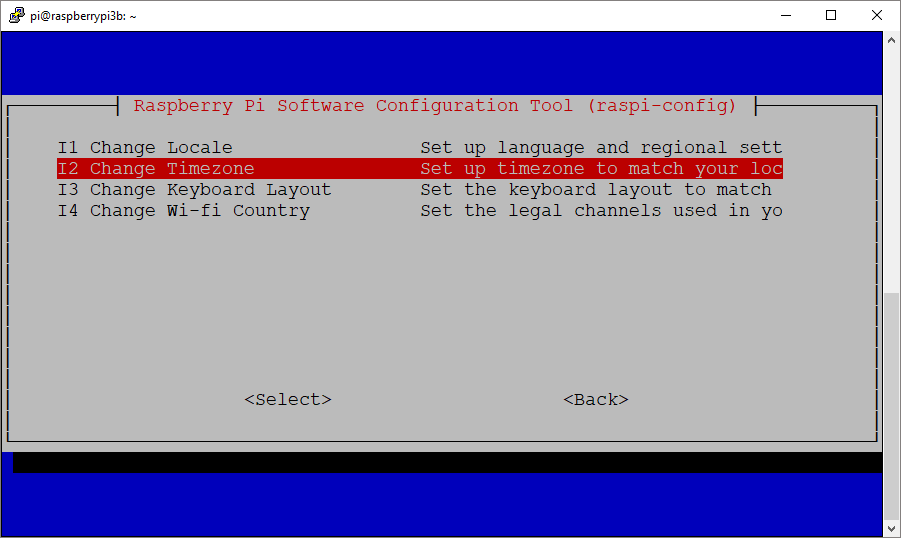 pi@raspberrypi3b: ~
Raspberry Pi Software Configuration Tool (raspi-config)
I1 Change Locale Set up language and regional sett
I2 Change Timezone Set up timezone to match your loc
I3 Change Keyboard Layout Set the keyboard layout to match
I4 Change Wi-fi Country Set the legal channels used in yo
<Select> <Back>